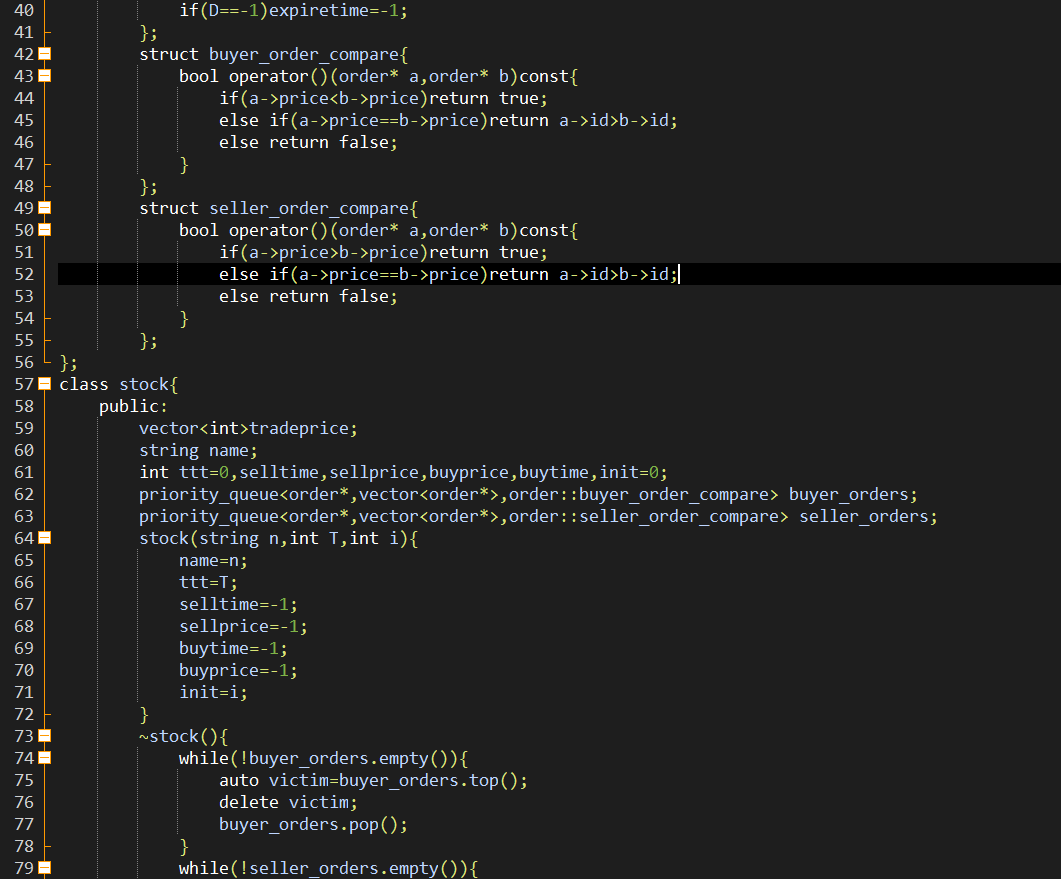 40 if(D==-1)expiretime=-1;
41 };
42 struct buyer_order_compare{
43 bool operator()(order* a,order* b)const{
44 if(a->price<b->price)return true;
45 else if(a->price==b->price)return a->id>b->id;
46 else return false;
47 }
48 };
49 struct seller_order_compare{
50 bool operator()(order* a,order* b)const{
51 if(a->price>b->price)return true;
52 else if(a->price==b->price)return a->id>b->id;
53 else return false;
54 }
55 };
56 };
57 class stock{
58 public:
59 vector<int>tradeprice;
60 string name;
61 int ttt=0,selltime,sellprice,buyprice,buytime,init=0;
62 priority_queue<order*,vector<order*>,order::buyer_order_compare> buyer_orders;
63 priority_queue<order*,vector<order*>,order::seller_order_compare> seller_orders;
64 stock(string n,int T,int i){
65 name=n;
66 ttt=T;
67 selltime=-1;
68 sellprice=-1;
69 buytime=-1;
70 buyprice=-1;
71 init=i;
72 }
73 ~stock(){
74 while(!buyer_orders.empty()){
75 auto victim=buyer_orders.top();
76 delete victim;
77 buyer_orders.pop();
78 }
79 while(!seller_orders.empty()){